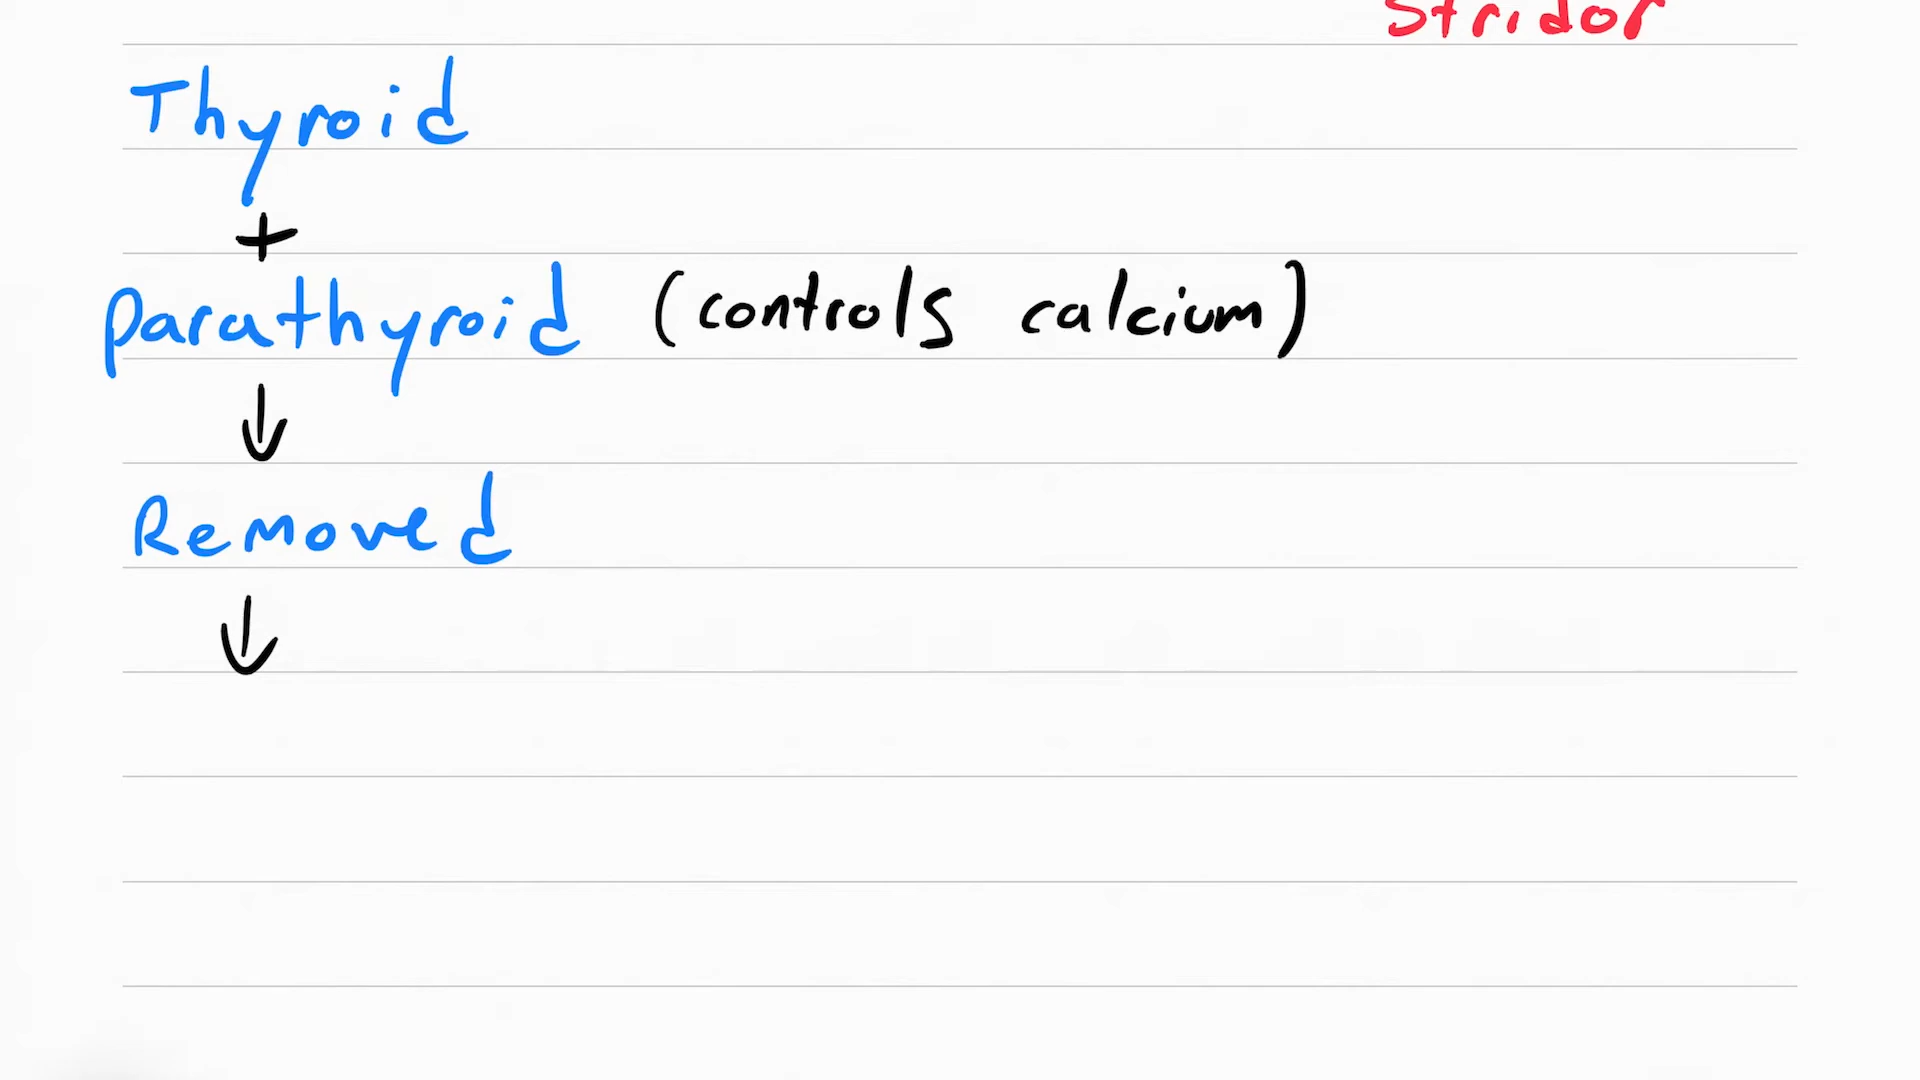 Stridor
Thyroid
+
parathyroid (controls calcium)
↓
Removed
↓